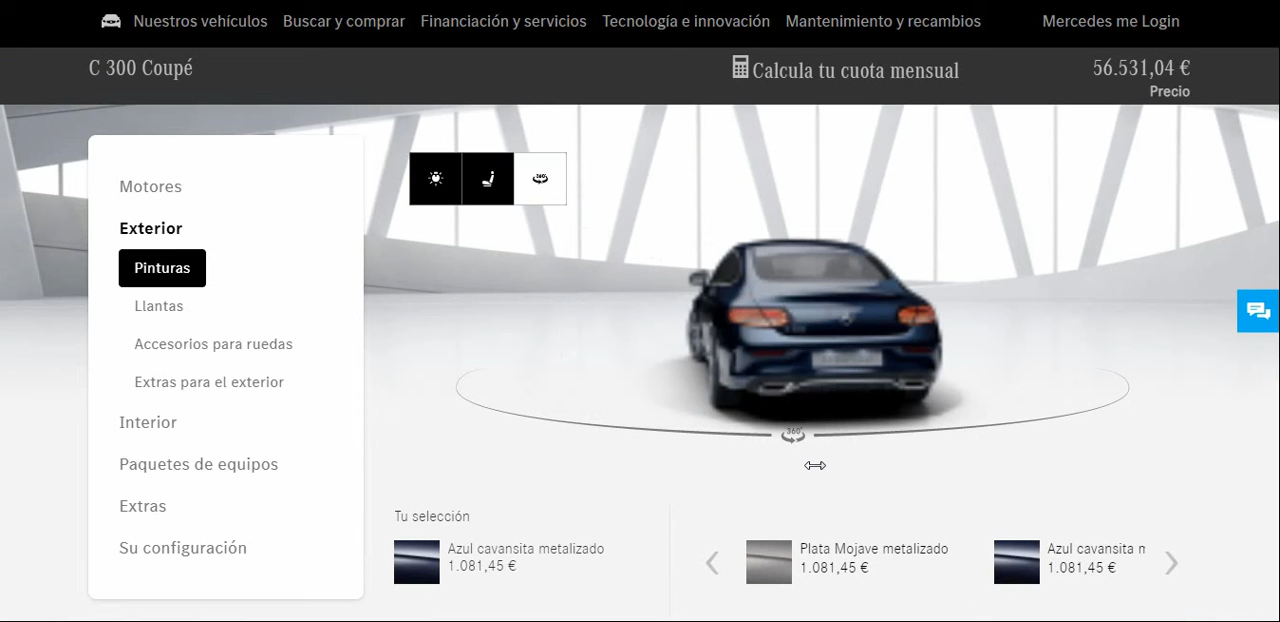 Nuestros vehículos Buscar y comprar Financiación y servicios Tecnología e innovación Mantenimiento y recambios Mercedes me Login
C 300 Coupé
Calcula tu cuota mensual
56.531,04 €
Precio
Motores
Exterior
Pinturas
Llantas
Accesorios para ruedas
Extras para el exterior
Interior
Paquetes de equipos
Extras
Su configuración
360°
360°
Tu selección
Azul cavansita metalizado
1.081,45 €
Plata Mojave metalizado
1.081,45 €
Azul cavansita m
1.081,45 €